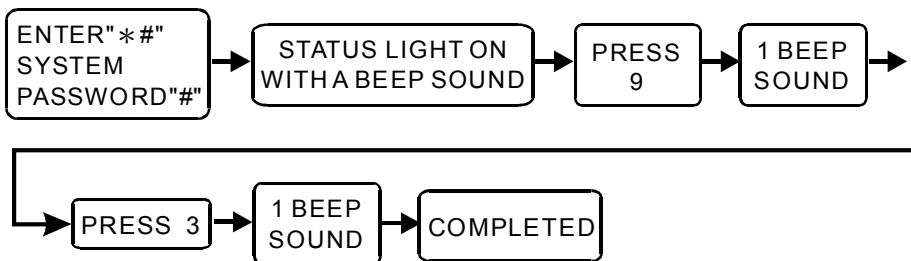 ENTER"*#"
SYSTEM
PASSWORD"#"
STATUS LIGHT ON
WITH A BEEP SOUND
PRESS
9
1 BEEP
SOUND
PRESS 3
1 BEEP
SOUND
COMPLETED